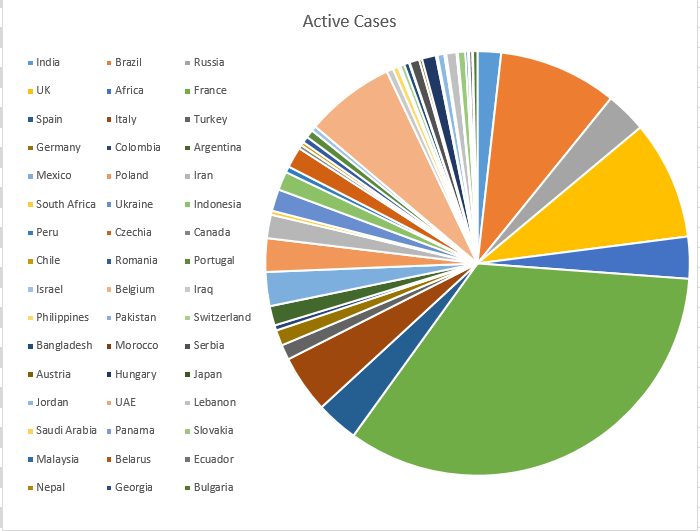 Active Cases
India Brazil Russia
UK Africa France
Spain Italy Turkey
Germany Colombia Argentina
Mexico Poland Iran
South Africa Ukraine Indonesia
Peru Czechia Canada
Chile Romania Portugal
Israel Belgium Iraq
Philippines Pakistan Switzerland
Bangladesh Morocco Serbia
Austria Hungary Japan
Jordan UAE Lebanon
Saudi Arabia Panama Slovakia
Malaysia Belarus Ecuador
Nepal Georgia Bulgaria